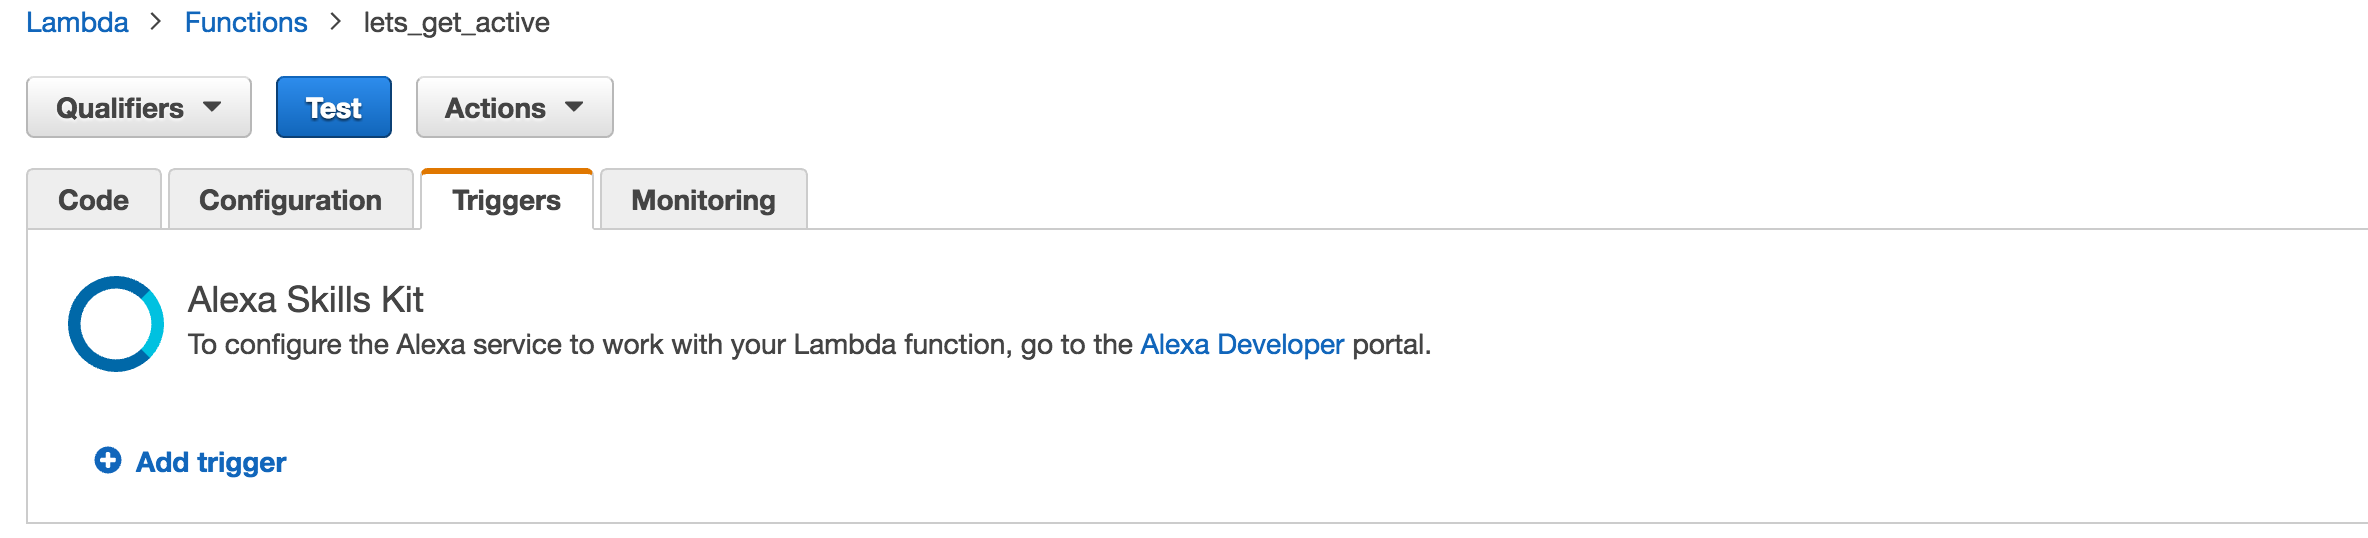 Lambda > Functions > lets_get_active
Qualifiers Test Actions
Code Configuration Triggers Monitoring
Alexa Skills Kit
To configure the Alexa service to work with your Lambda function, go to the Alexa Developer portal.
Add trigger